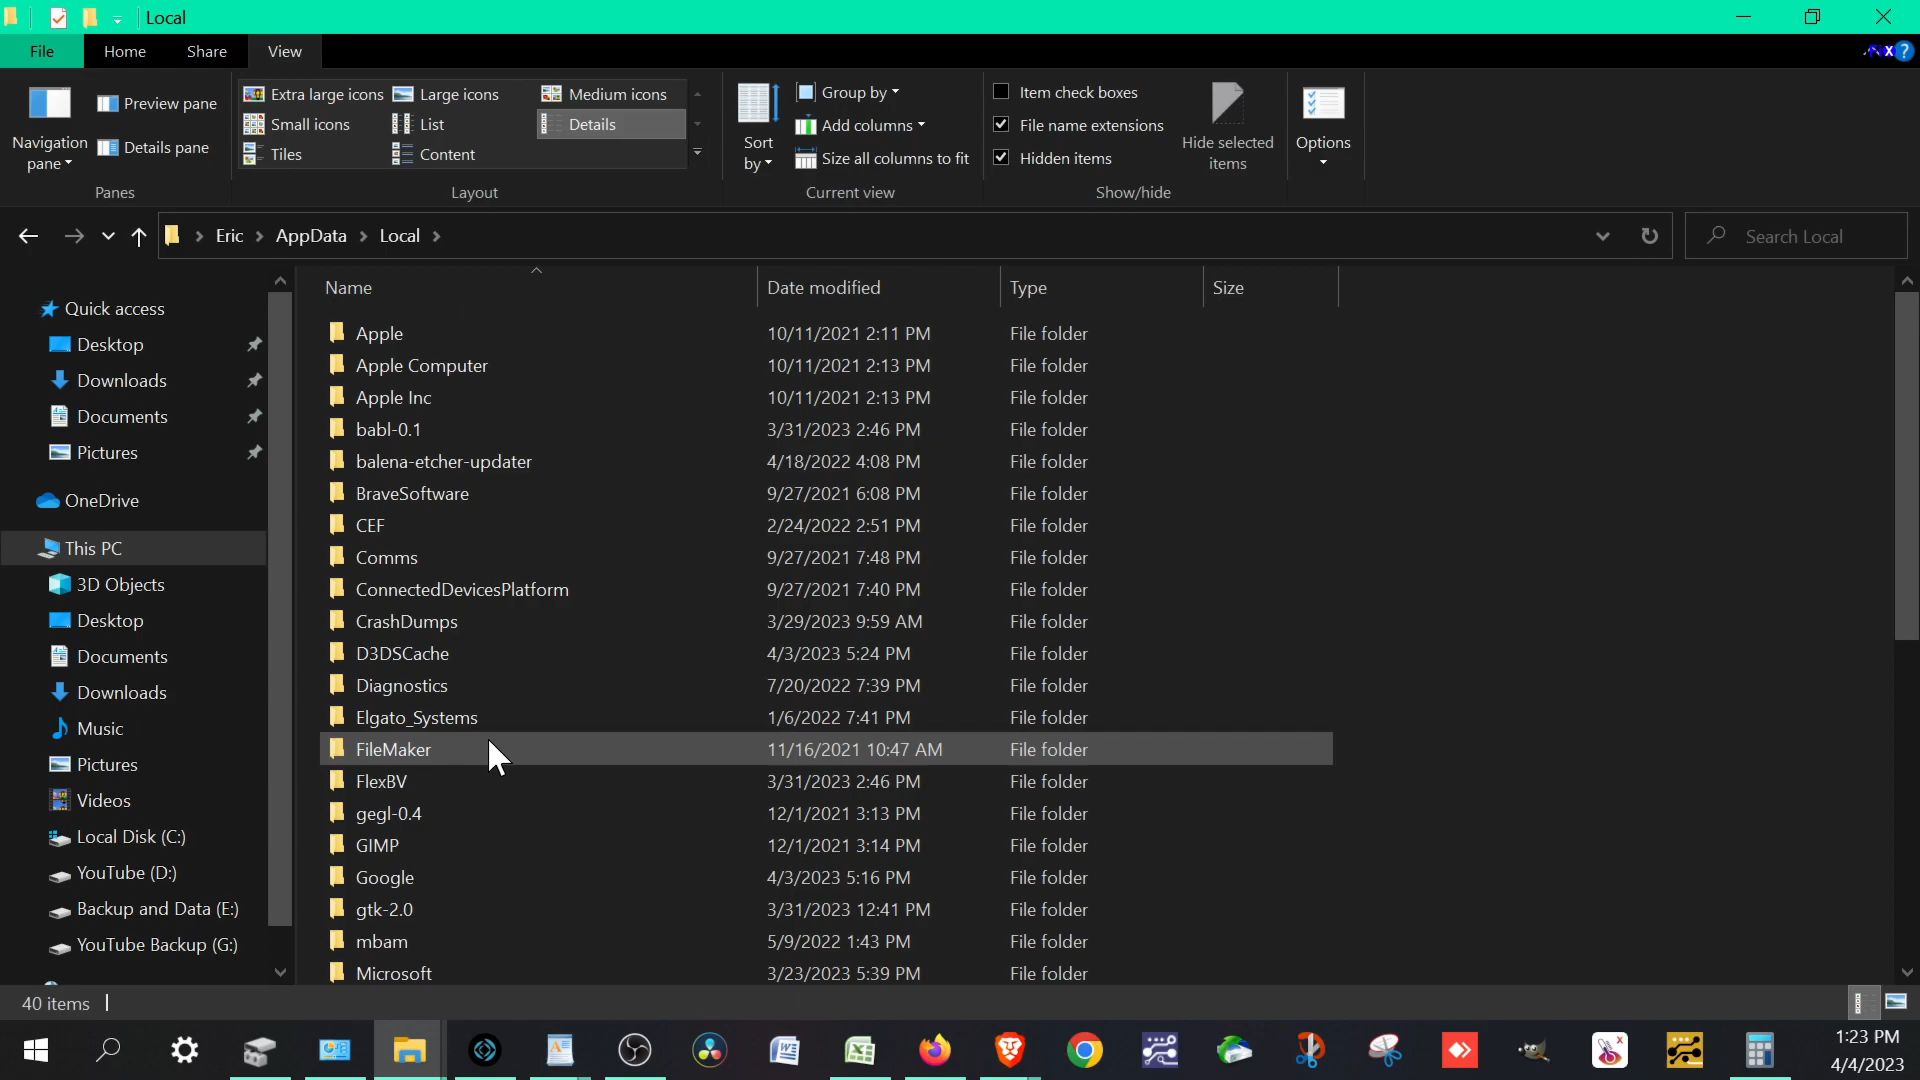 Local
File Home Share View
Navigation pane
Preview pane
Details pane
Panes
Extra large icons Large icons Medium icons
Small icons List Details
Tiles Content
Layout
Sort by
Group by
Add columns
Size all columns to fit
Current view
Item check boxes
File name extensions
Hidden items
Hide selected items
Show/hide
Options
Eric > AppData > Local >
Search Local
Quick access
Desktop
Downloads
Documents
Pictures
OneDrive
This PC
3D Objects
Desktop
Documents
Downloads
Music
Pictures
Videos
Local Disk (C:)
YouTube (D:)
Backup and Data (E:)
YouTube Backup (G:)
Name Date modified Type Size
Apple 10/11/2021 2:11 PM File folder
Apple Computer 10/11/2021 2:13 PM File folder
Apple Inc 10/11/2021 2:13 PM File folder
babl-0.1 3/31/2023 2:46 PM File folder
balena-etcher-updater 4/18/2022 4:08 PM File folder
BraveSoftware 9/27/2021 6:08 PM File folder
CEF 2/24/2022 2:51 PM File folder
Comms 9/27/2021 7:48 PM File folder
ConnectedDevicesPlatform 9/27/2021 7:40 PM File folder
CrashDumps 3/29/2023 9:59 AM File folder
D3DSCache 4/3/2023 5:24 PM File folder
Diagnostics 7/20/2022 7:39 PM File folder
Elgato_Systems 1/6/2022 7:41 PM File folder
FileMaker 11/16/2021 10:47 AM File folder
FlexBV 3/31/2023 2:46 PM File folder
gegl-0.4 12/1/2021 3:13 PM File folder
GIMP 12/1/2021 3:14 PM File folder
Google 4/3/2023 5:16 PM File folder
gtk-2.0 3/31/2023 12:41 PM File folder
mbam 5/9/2022 1:43 PM File folder
Microsoft 3/23/2023 5:39 PM File folder
40 items
1:23 PM
4/4/2023